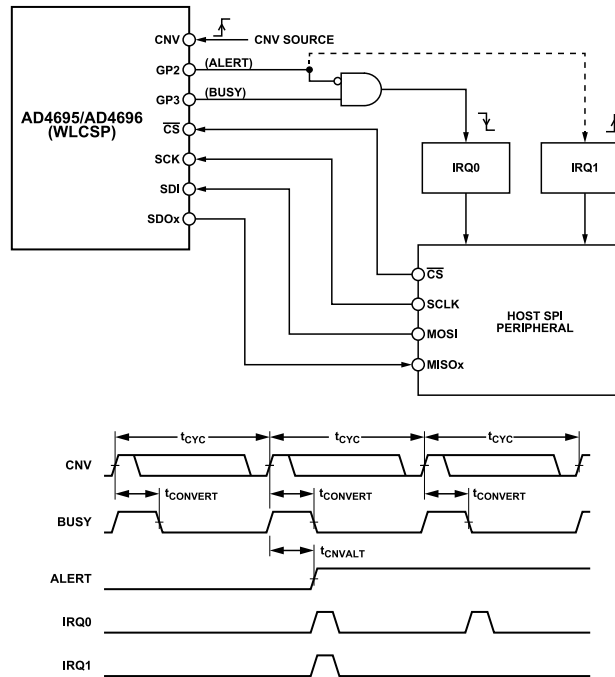 CNV
CNV SOURCE
GP2
(ALERT)
GP3
(BUSY)
AD4695/AD4696
(WLCSP)
CS
SCK
SDI
SDOx
IRQ0
IRQ1
CS
SCLK
MOSI
MISOx
HOST SPI
PERIPHERAL
tCYC
tCYC
tCYC
CNV
tCONVERT
tCONVERT
tCONVERT
BUSY
tCNVALT
ALERT
IRQ0
IRQ1